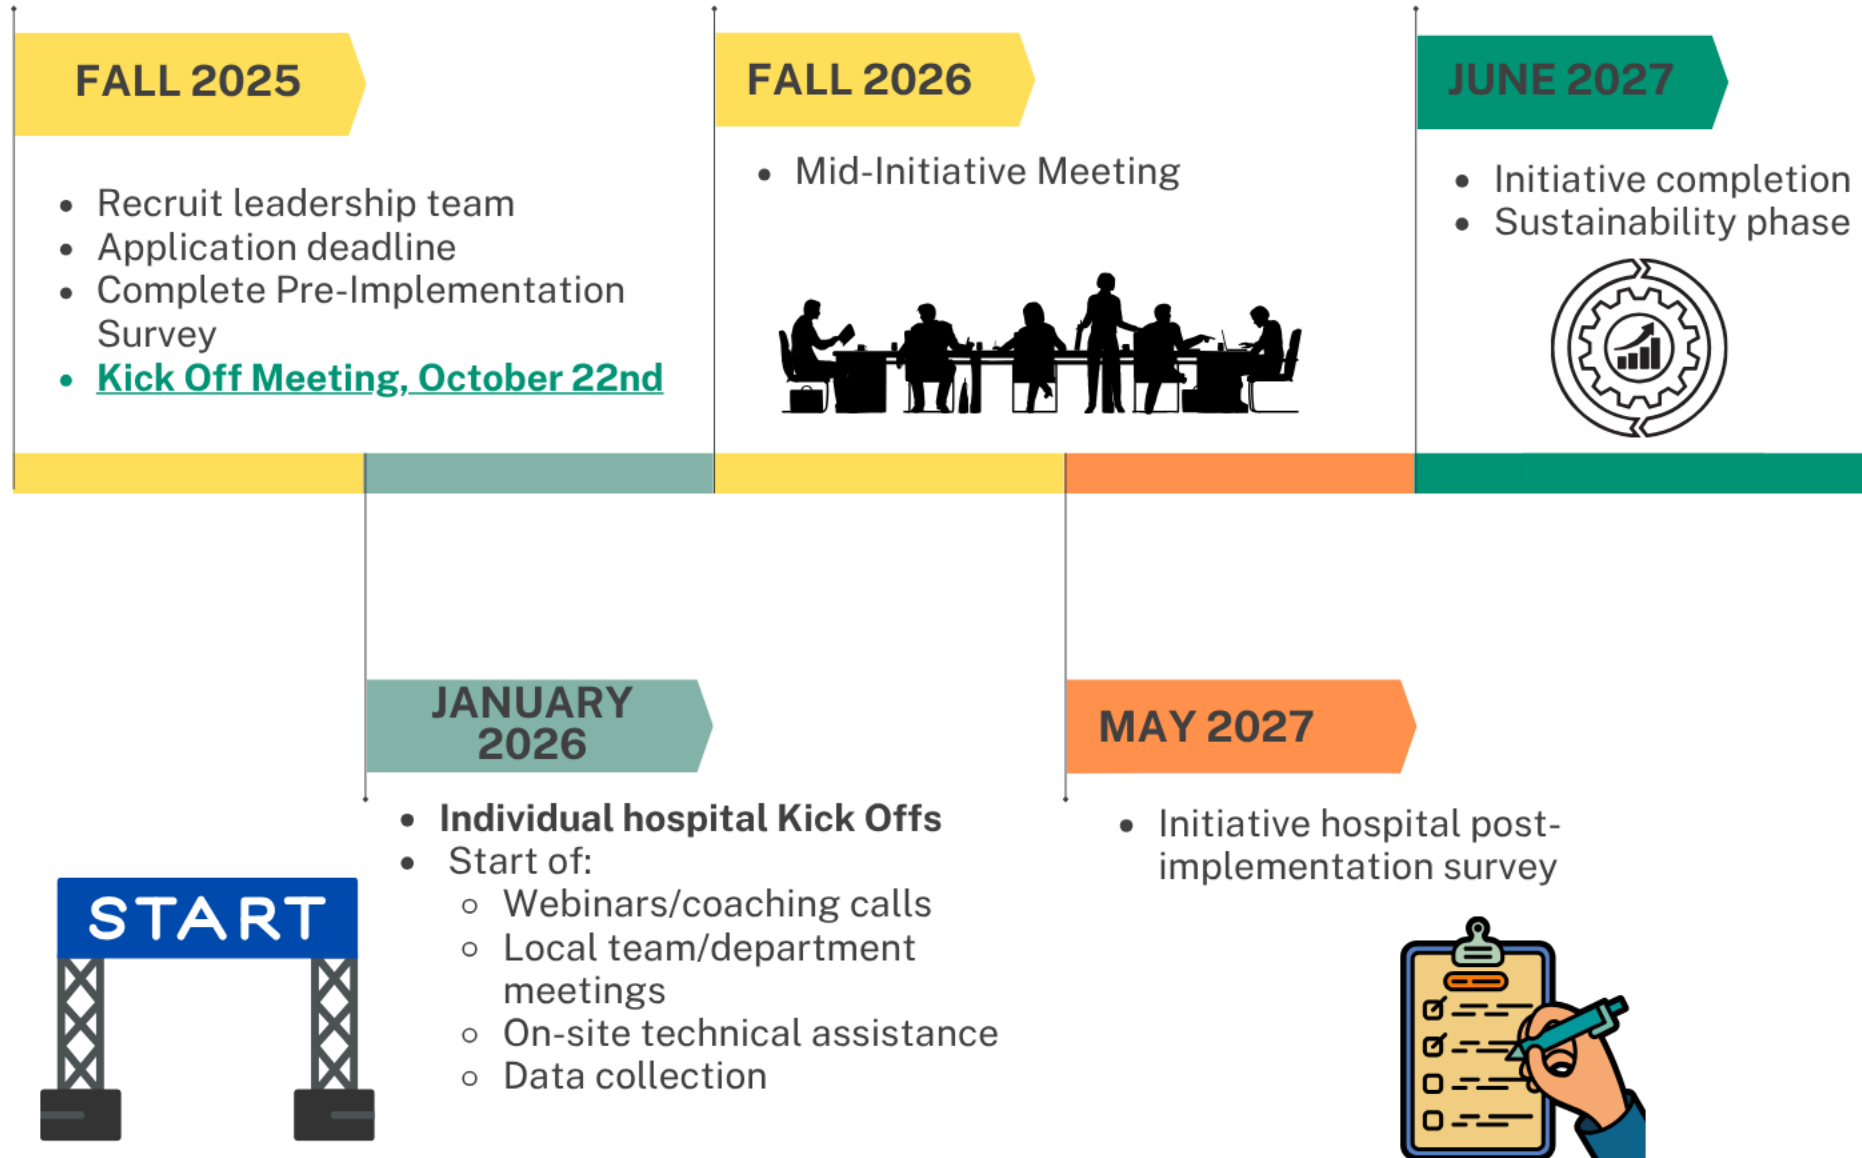 FALL 2025
• Recruit leadership team
• Application deadline
• Complete Pre-Implementation
Survey
• Kick Off Meeting, October 22nd
JANUARY
2026
• Individual hospital Kick Offs
• Start of:
○ Webinars/coaching calls
○ Local team/department
meetings
○ On-site technical assistance
○ Data collection
START
FALL 2026
• Mid-Initiative Meeting
MAY 2027
• Initiative hospital post-
implementation survey
JUNE 2027
• Initiative completion
• Sustainability phase